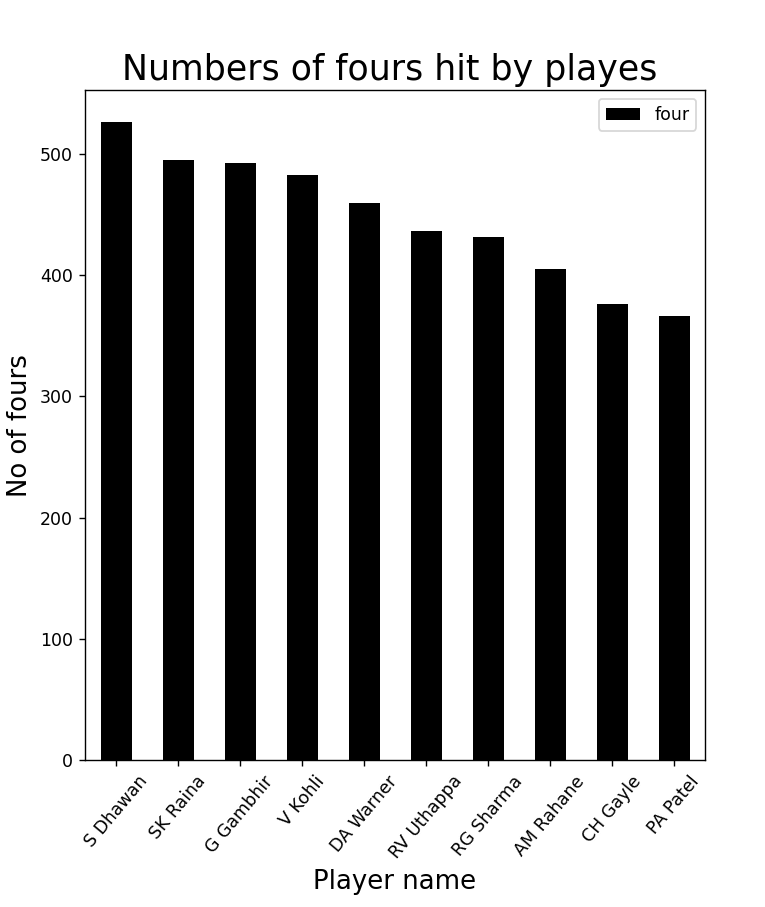 Numbers of fours hit by playes
four
No of fours
500
400
300
200
100
0
S Dhawan
SK Raina
G Gambhir
V Kohli
DA Warner
RV Uthappa
RG Sharma
AM Rahane
CH Gayle
PA Patel
Player name